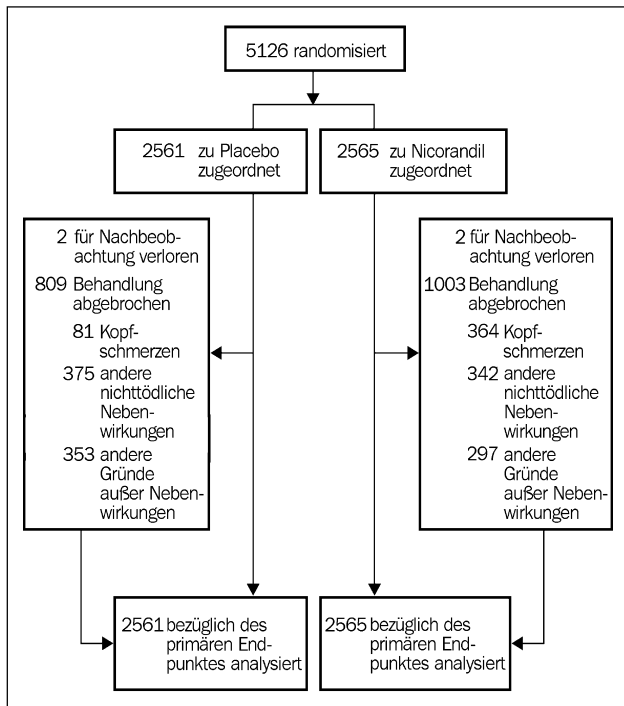 5126 randomisiert
2561 zu Placebo
zugeordnet
2565 zu Nicorandil
zugeordnet
2 für Nachbeob-
achtung verloren
809 Behandlung
abgebrochen
81 Kopf-
schmerzen
375 andere
nichttödliche
Neben-
wirkungen
353 andere
Gründe
außer Neben-
wirkungen
2 für Nachbeob-
achtung verloren
1003 Behandlung
abgebrochen
364 Kopf-
schmerzen
342 andere
nichttödliche
Neben-
wirkungen
297 andere
Gründe
außer Neben-
wirkungen
2561 bezüglich des
primären End-
punktes analysiert
2565 bezüglich des
primären End-
punktes analysiert